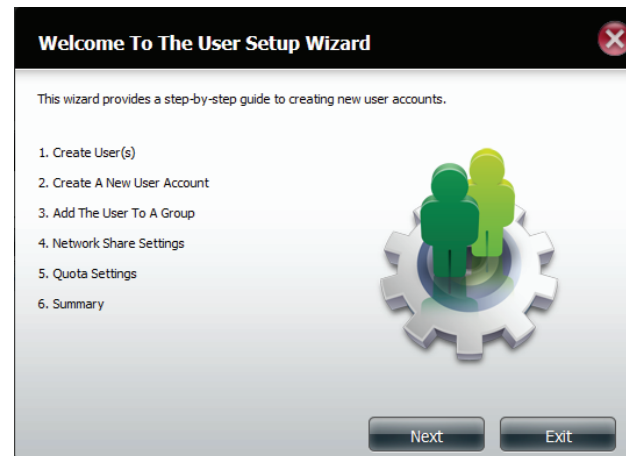 Welcome To The User Setup Wizard
This wizard provides a step-by-step guide to creating new user accounts.
1. Create User(s)
2. Create A New User Account
3. Add The User To A Group
4. Network Share Settings
5. Quota Settings
6. Summary
Next
Exit